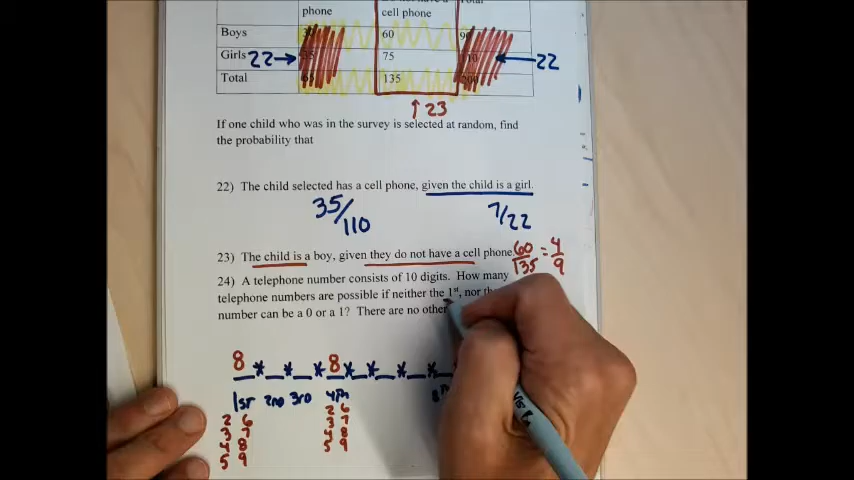 phone cell phone
Boys 60
Girls 22 75 110 22
Total 65 135
23
If one child who was in the survey is selected at random, find
the probability that
22) The child selected has a cell phone, given the child is a girl.
35/110 7/22
23) The child is a boy, given they do not have a cell phone. 60/135 = 4/9
24) A telephone number consists of 10 digits. How many
telephone numbers are possible if neither the 1st, nor the
number can be a 0 or a 1? There are no other
8 * _ * _ * 8 * _ * _ * _ * _
1st 2nd 3rd 4th
2 6 2 6
3 7 3 7
4 8 4 8
5 9 5 9